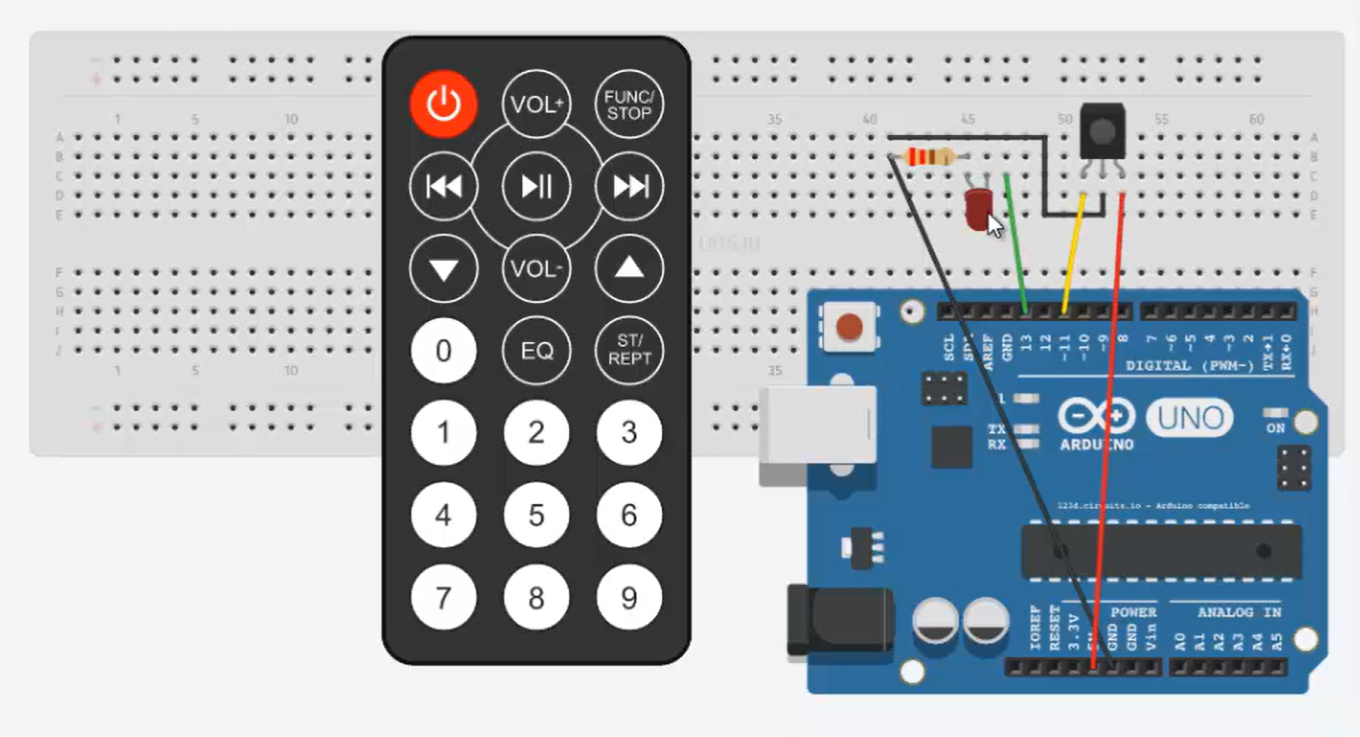 1 5 10 35 40 45 50 55 60
A
B
C
D
E
F
G
H
I
J
1 5 10 35
VOL+
FUNC/
STOP
VOL-
0
EQ
ST/
REPT
1 2 3
4 5 6
7 8 9
SCL
AREF
GND
13
12
~11
~10
~9
8
7
~6
~5
4
~3
2
TX→1
RX←0
DIGITAL (PWM~)
TX
RX
ARDUINO
UNO
ON
123d.circuits.io - Arduino compatible
POWER
ANALOG IN
IOREF
RESET
3.3V
GND
GND
Vin
A0
A1
A2
A3
A4
A5